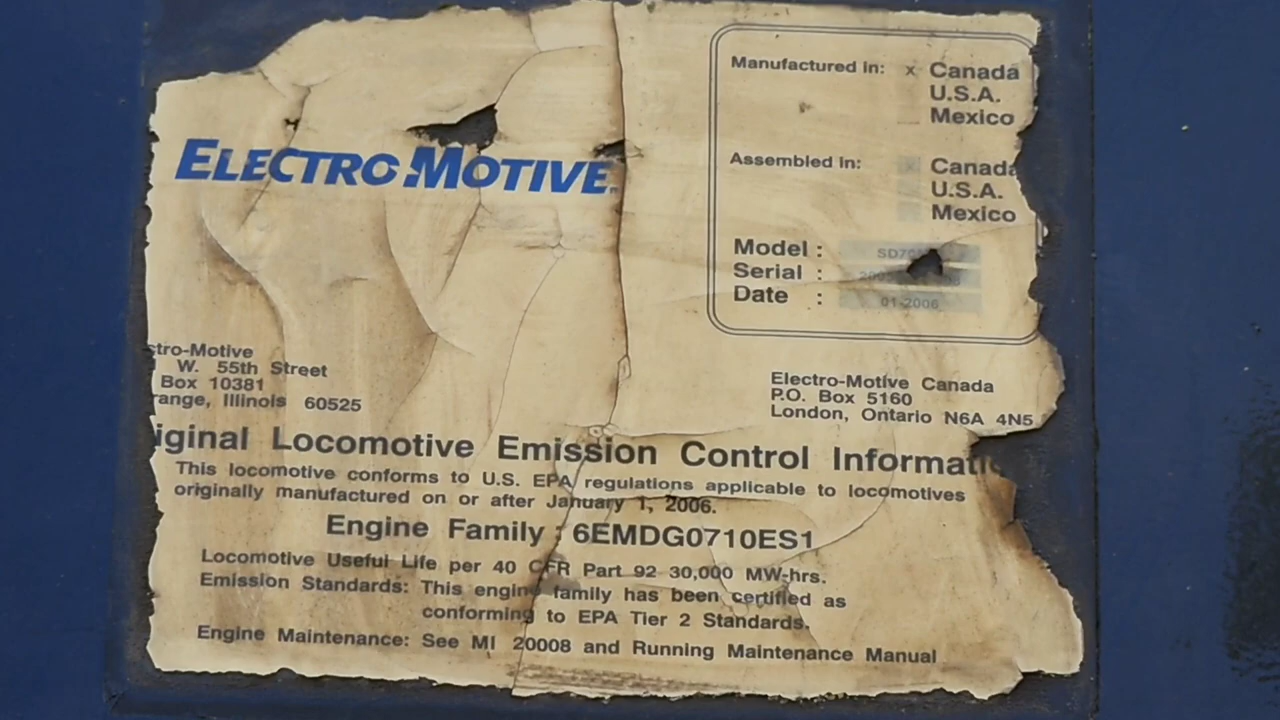 ELECTRO-MOTIVE
Manufactured in: x Canada
U.S.A.
Mexico
Assembled in: x Canada
U.S.A.
Mexico
Model :
Serial :
Date : 01-2006
ctro-Motive
W. 55th Street
Box 10381
range, Illinois 60525
Electro-Motive Canada
P.O. Box 5160
London, Ontario N6A 4N5
iginal Locomotive Emission Control Informati
This locomotive conforms to U.S. EPA regulations applicable to locomotives
originally manufactured on or after January 1, 2006.
Engine Family : 6EMDG0710ES1
Locomotive Useful Life per 40 CFR Part 92 30,000 MW-hrs.
Emission Standards: This engine family has been certified as
conforming to EPA Tier 2 Standards.
Engine Maintenance: See MI 20008 and Running Maintenance Manual